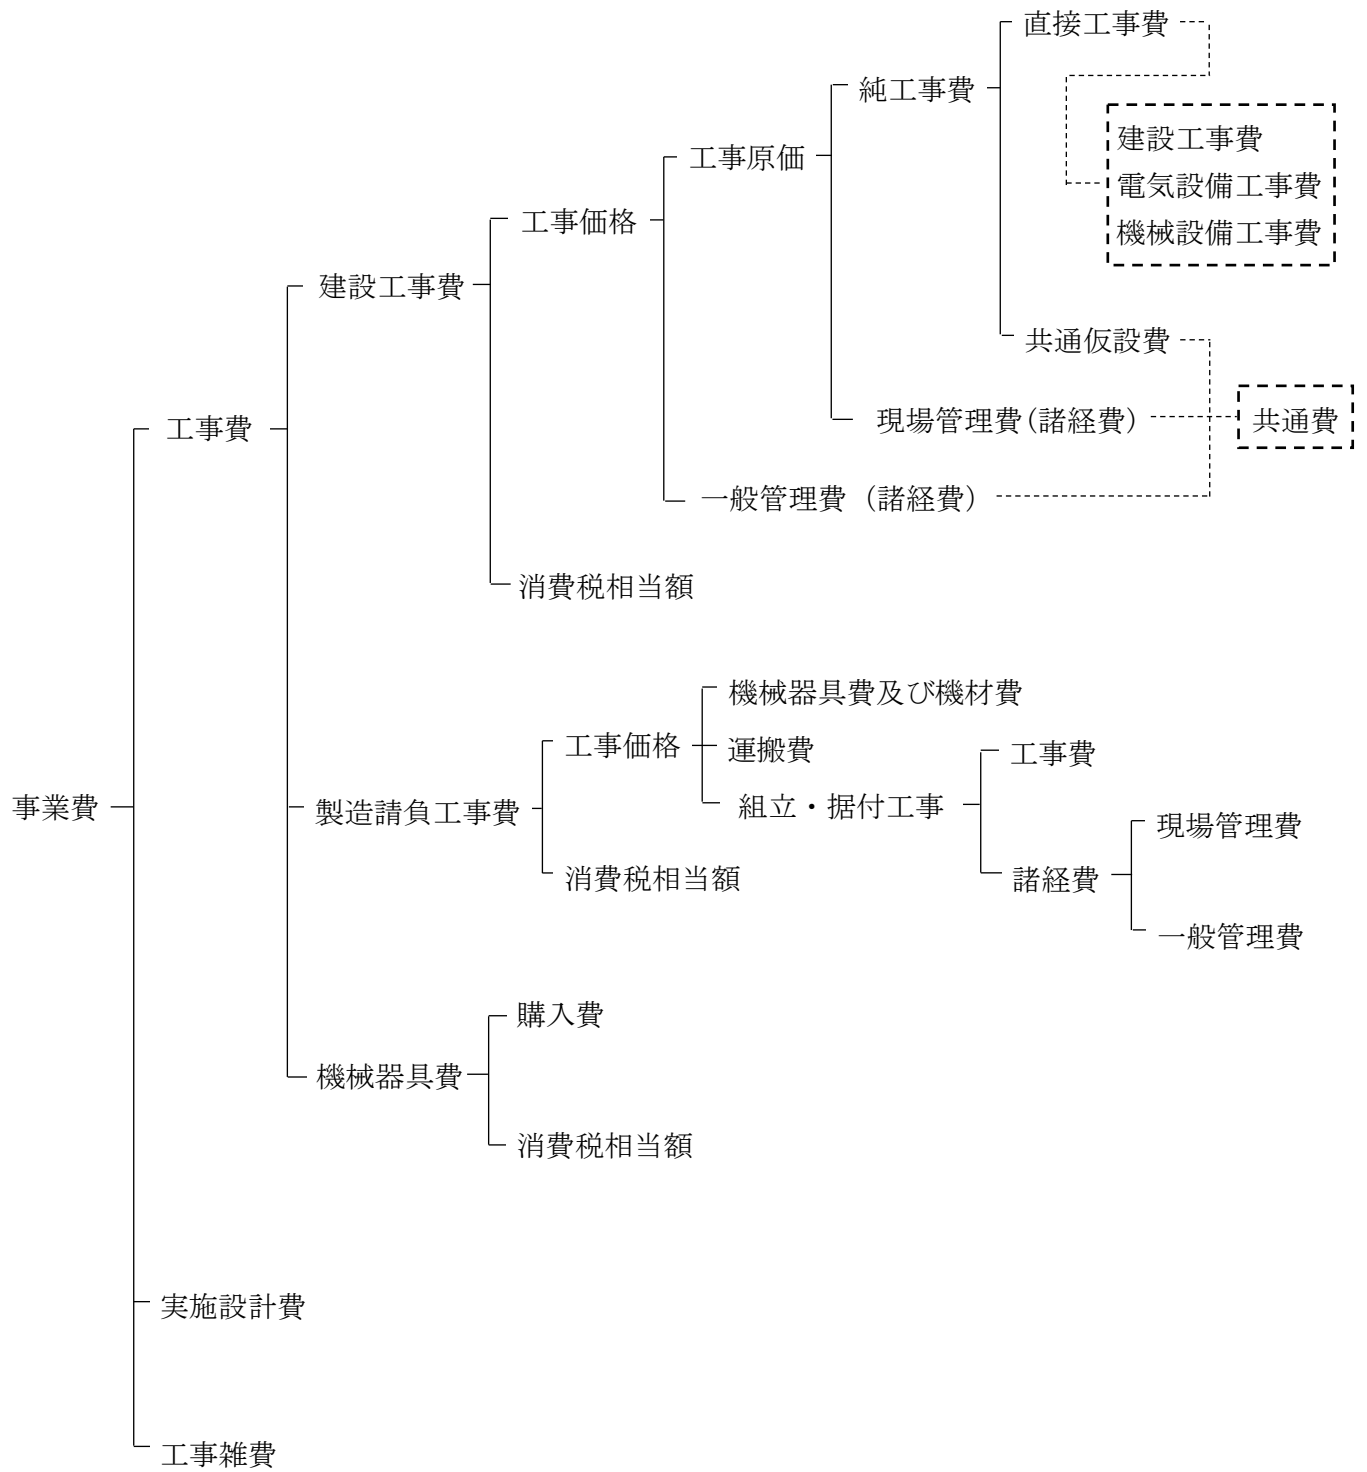 直接工事費
純工事費
建設工事費
電気設備工事費
機械設備工事費
工事原価
工事価格
建設工事費
共通仮設費
工事費
現場管理費(諸経費)
共通費
一般管理費（諸経費）
消費税相当額
機械器具費及び機材費
工事価格
運搬費
工事費
組立・据付工事
事業費
製造請負工事費
現場管理費
消費税相当額
諸経費
一般管理費
購入費
機械器具費
消費税相当額
実施設計費
工事雑費